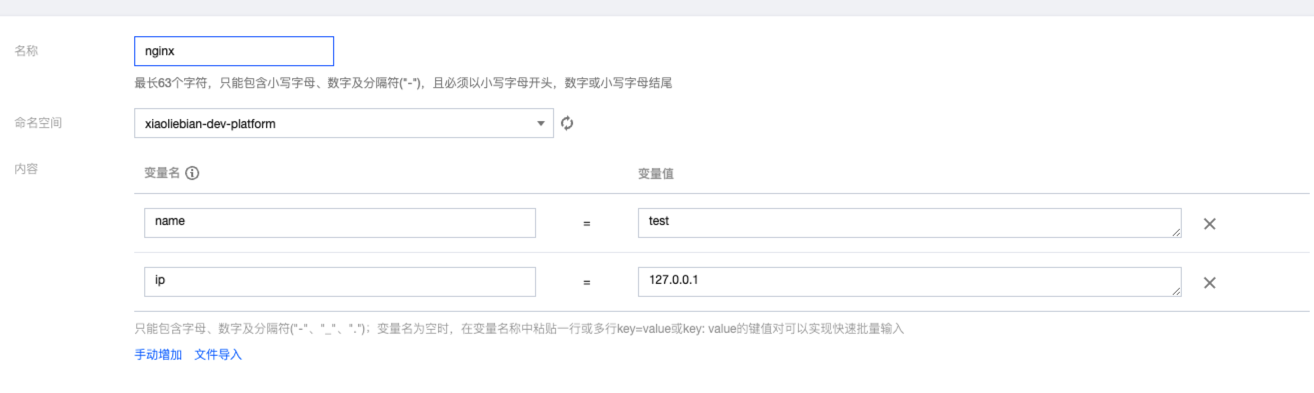 名称 nginx
最长63个字符，只能包含小写字母、数字及分隔符("-")，且必须以小写字母开头，数字或小写字母结尾
命名空间 xiaoliebian-dev-platform
内容 变量名 变量值
name = test
ip = 127.0.0.1
只能包含字母、数字及分隔符("-"、"_"、".")；变量名为空时，在变量名称中粘贴一行或多行key=value或key: value的键值对可以实现快速批量输入
手动增加 文件导入